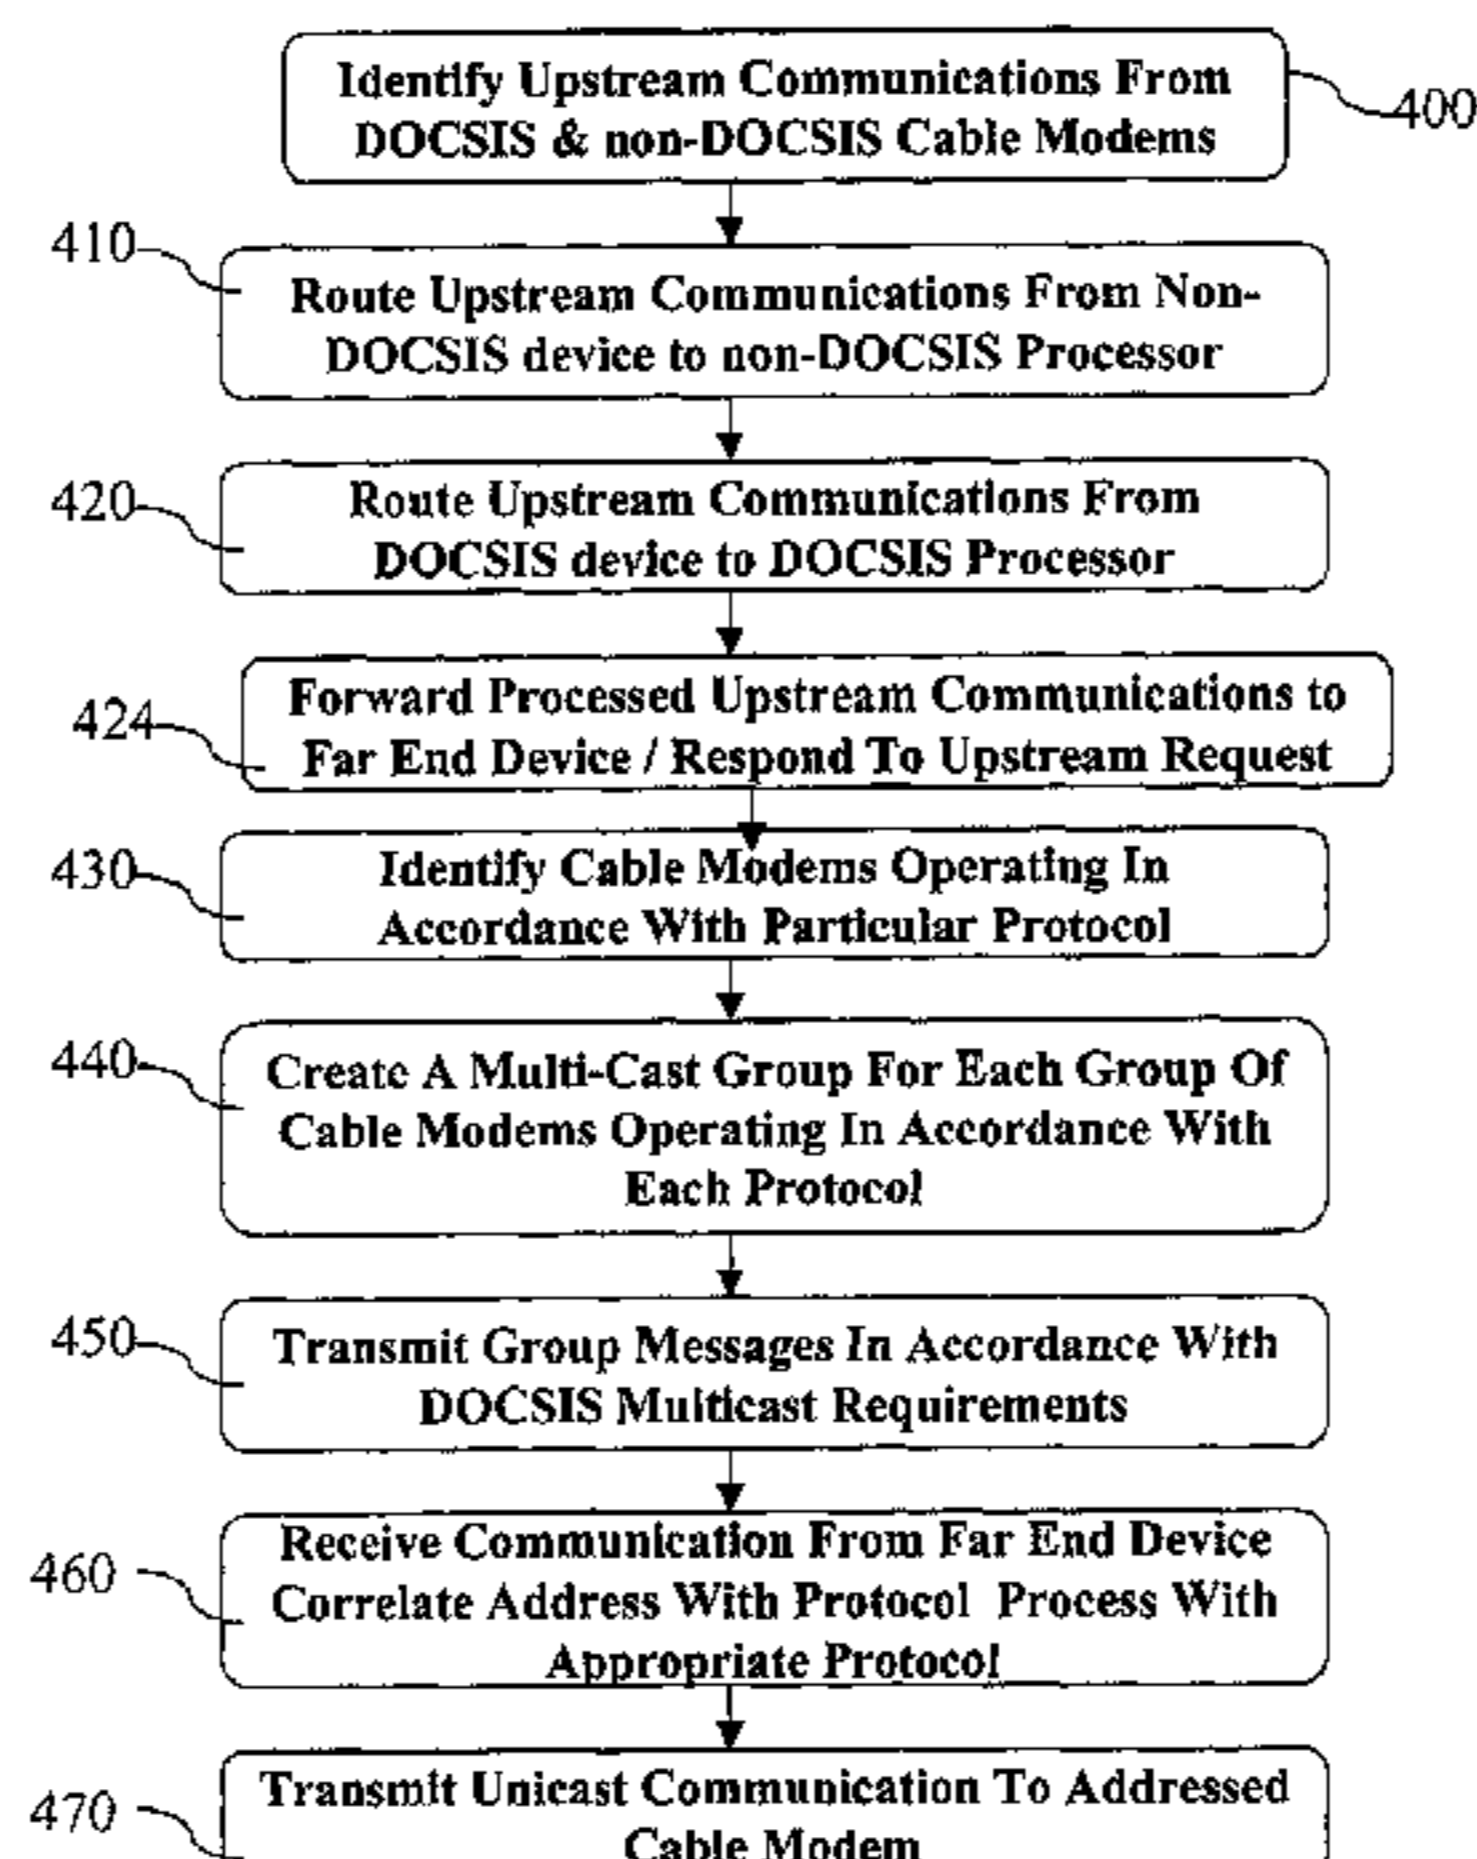 Identify Upstream Communications From
DOCSIS & non-DOCSIS Cable Modems
400
410
Route Upstream Communications From Non-
DOCSIS device to non-DOCSIS Processor
420
Route Upstream Communications From
DOCSIS device to DOCSIS Processor
424
Forward Processed Upstream Communications to
Far End Device / Respond To Upstream Request
430
Identify Cable Modems Operating In
Accordance With Particular Protocol
440
Create A Multi-Cast Group For Each Group Of
Cable Modems Operating In Accordance With
Each Protocol
450
Transmit Group Messages In Accordance With
DOCSIS Multicast Requirements
460
Receive Communication From Far End Device
Correlate Address With Protocol Process With
Appropriate Protocol
470
Transmit Unicast Communication To Addressed
Cable Modem